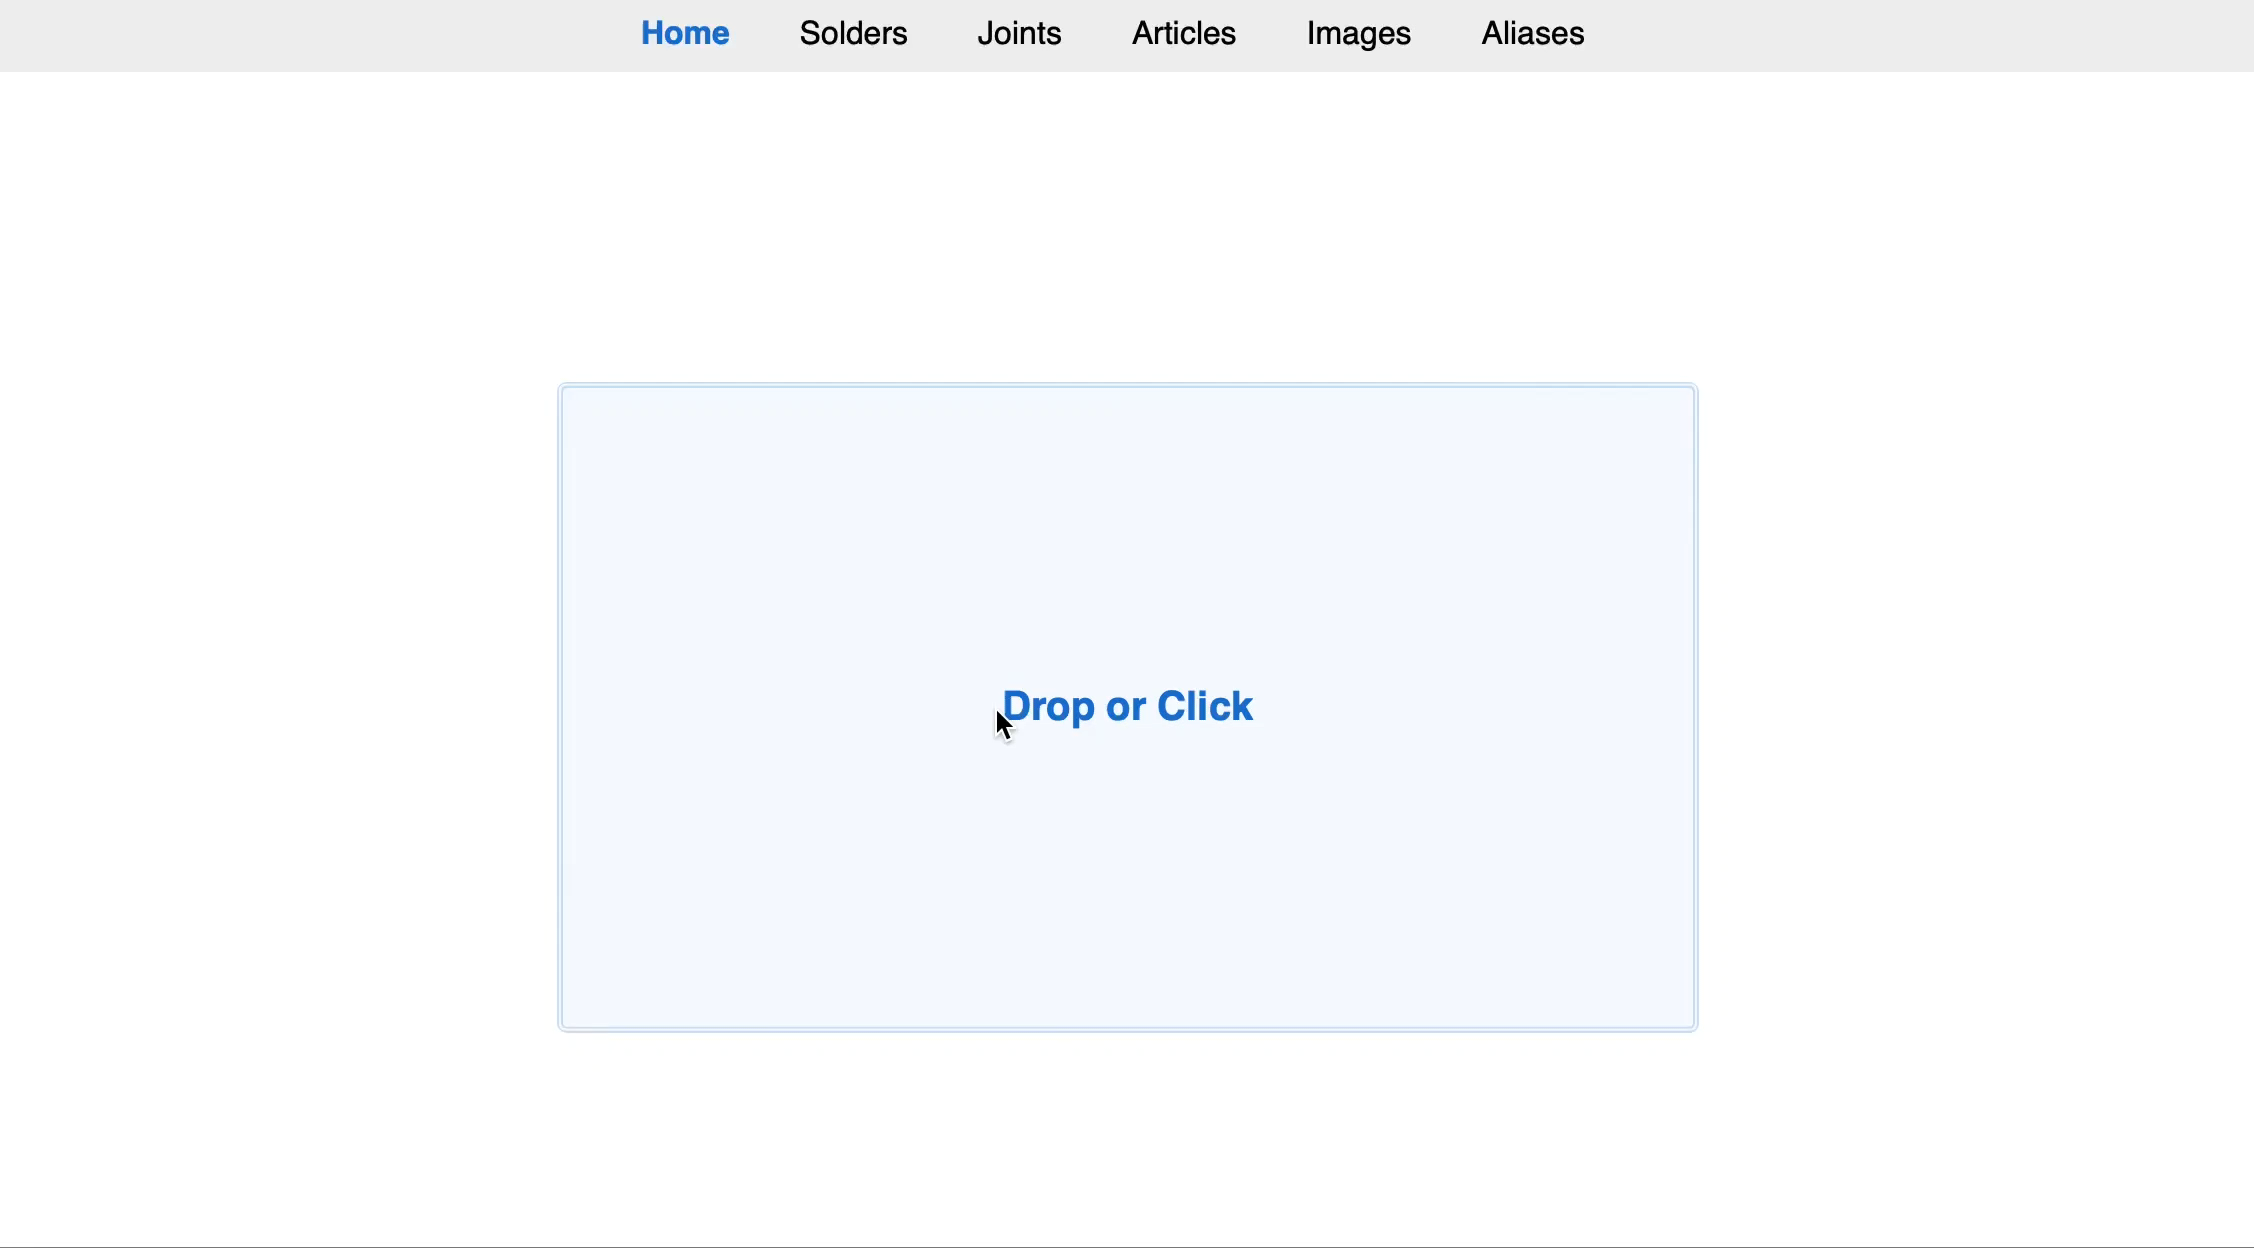 Home Solders Joints Articles Images Aliases
Drop or Click